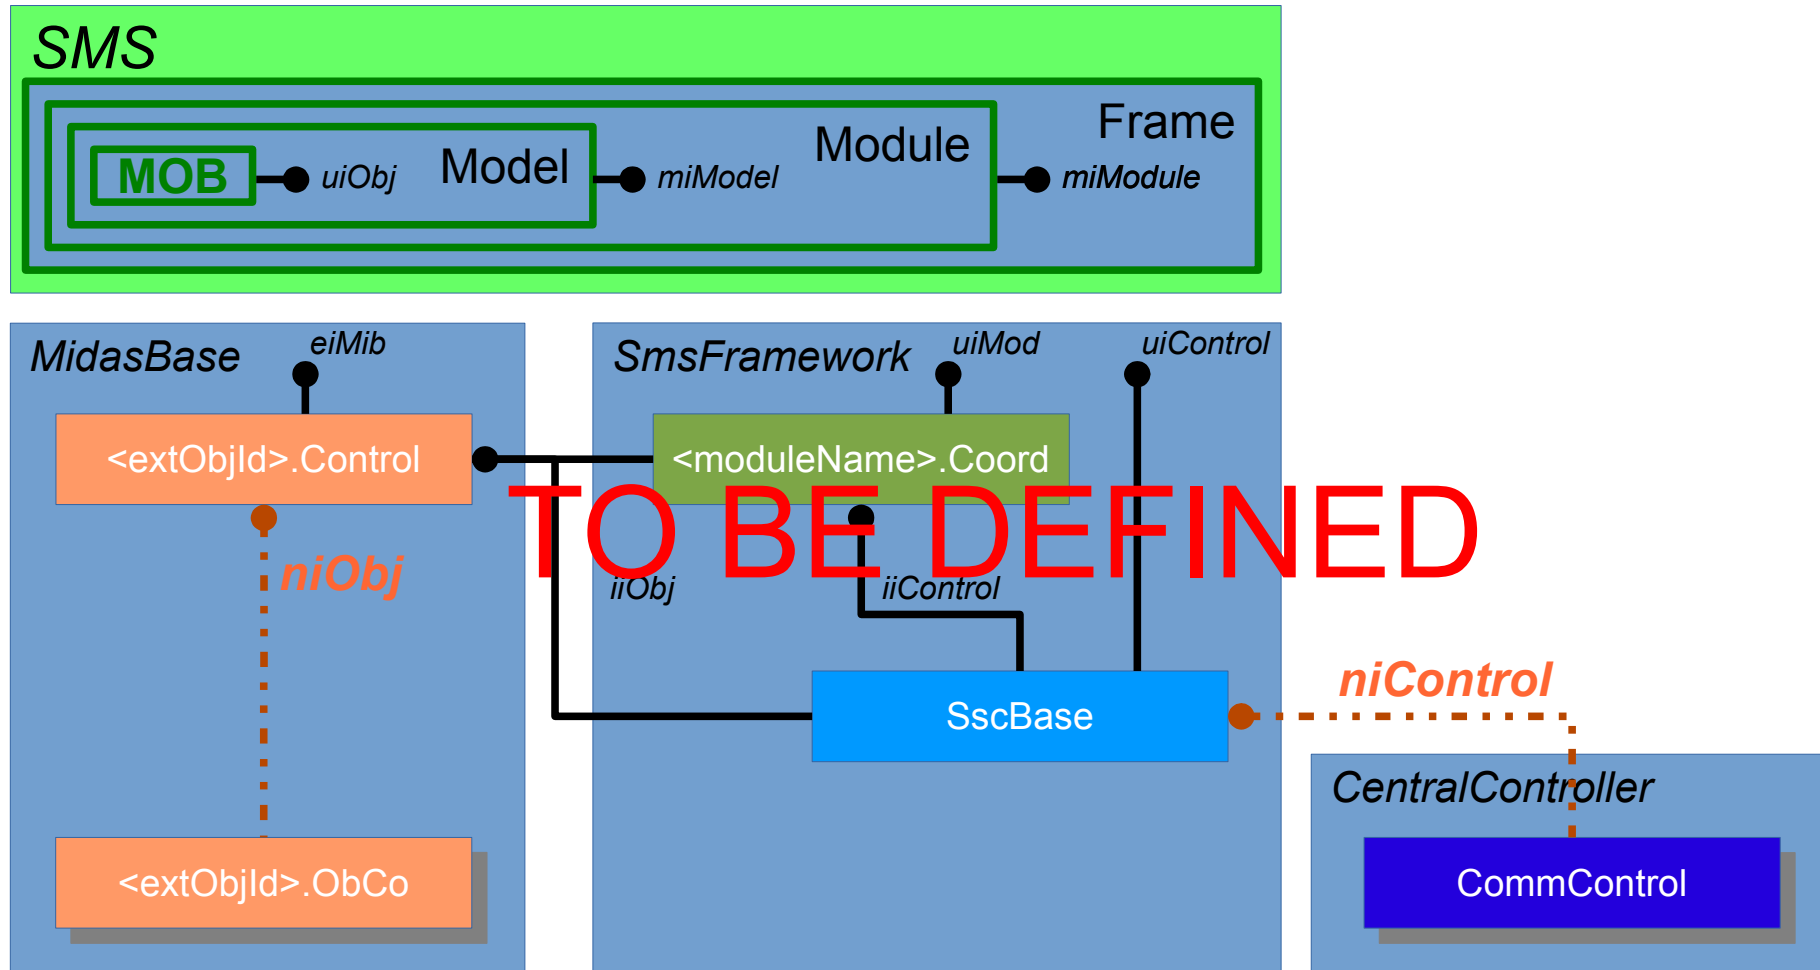 SMS
Frame
Module
Model
MOB
uiObj
miModel
miModule
MidasBase
eiMib
SmsFramework
uiMod
uiControl
<extObjId>.Control
<moduleName>.Coord
TO BE DEFINED
niObj
iiObj
iiControl
niControl
SscBase
CentralController
<extObjId>.ObCo
CommControl